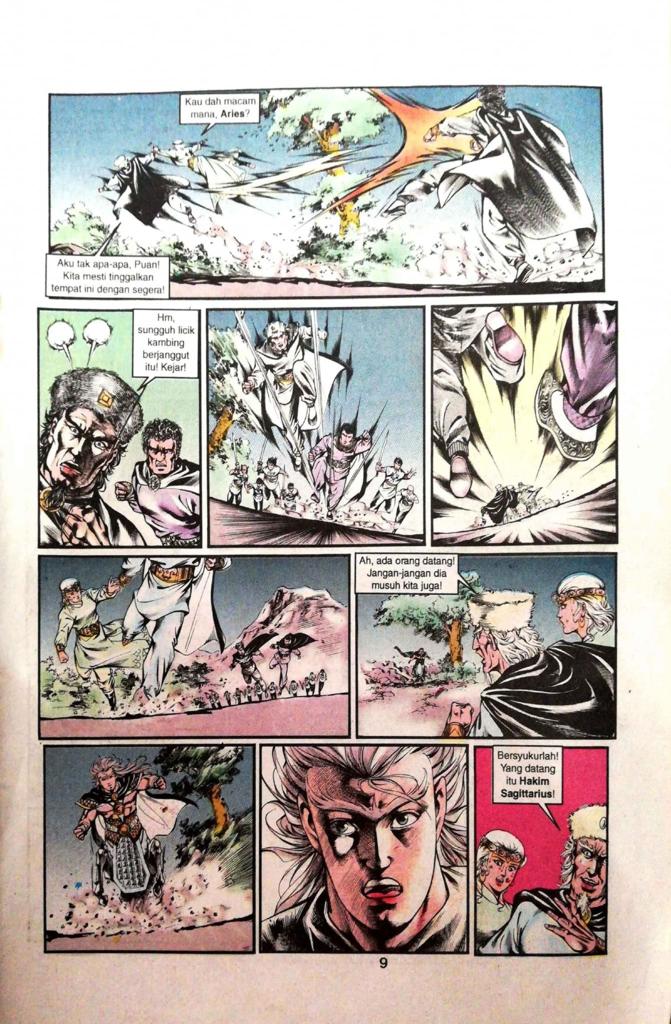 Kau dah macam
mana, Aries?
Aku tak apa-apa, Puan!
Kita mesti tinggalkan
tempat ini dengan segera!
Hm,
sungguh licik
kambing
berjanggut
itu! Kejar!
Ah, ada orang datang!
Jangan-jangan dia
musuh kita juga!
Bersyukurlah!
Yang datang
itu Hakim
Sagittarius!
9